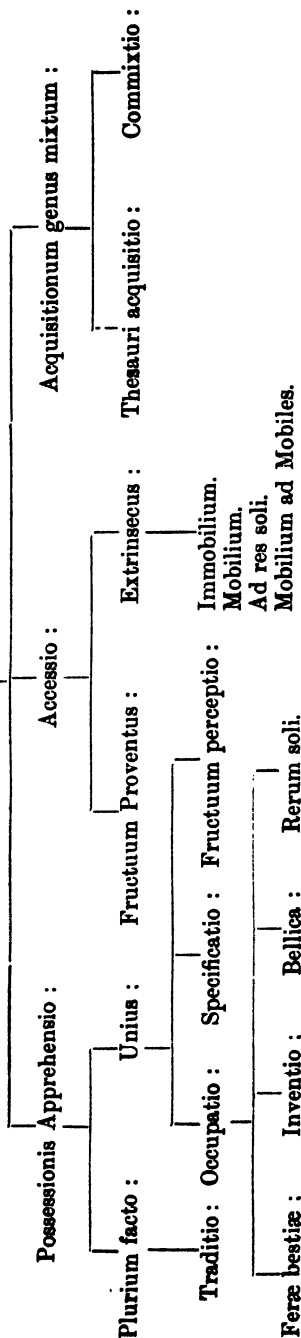 Possessionis Apprehensio : Accessio : Acquisitionum genus mixtum :
Plurium facto : Unius : Fructuum Proventus : Extrinsecus : Thesauri acquisitio : Commixtio :
Traditio : Occupatio : Specificatio : Fructuum perceptio : Immobilium.
Mobilium.
Ad res soli.
Mobilium ad Mobiles.
Feræ bestiæ : Inventio : Bellica : Rerum soli.